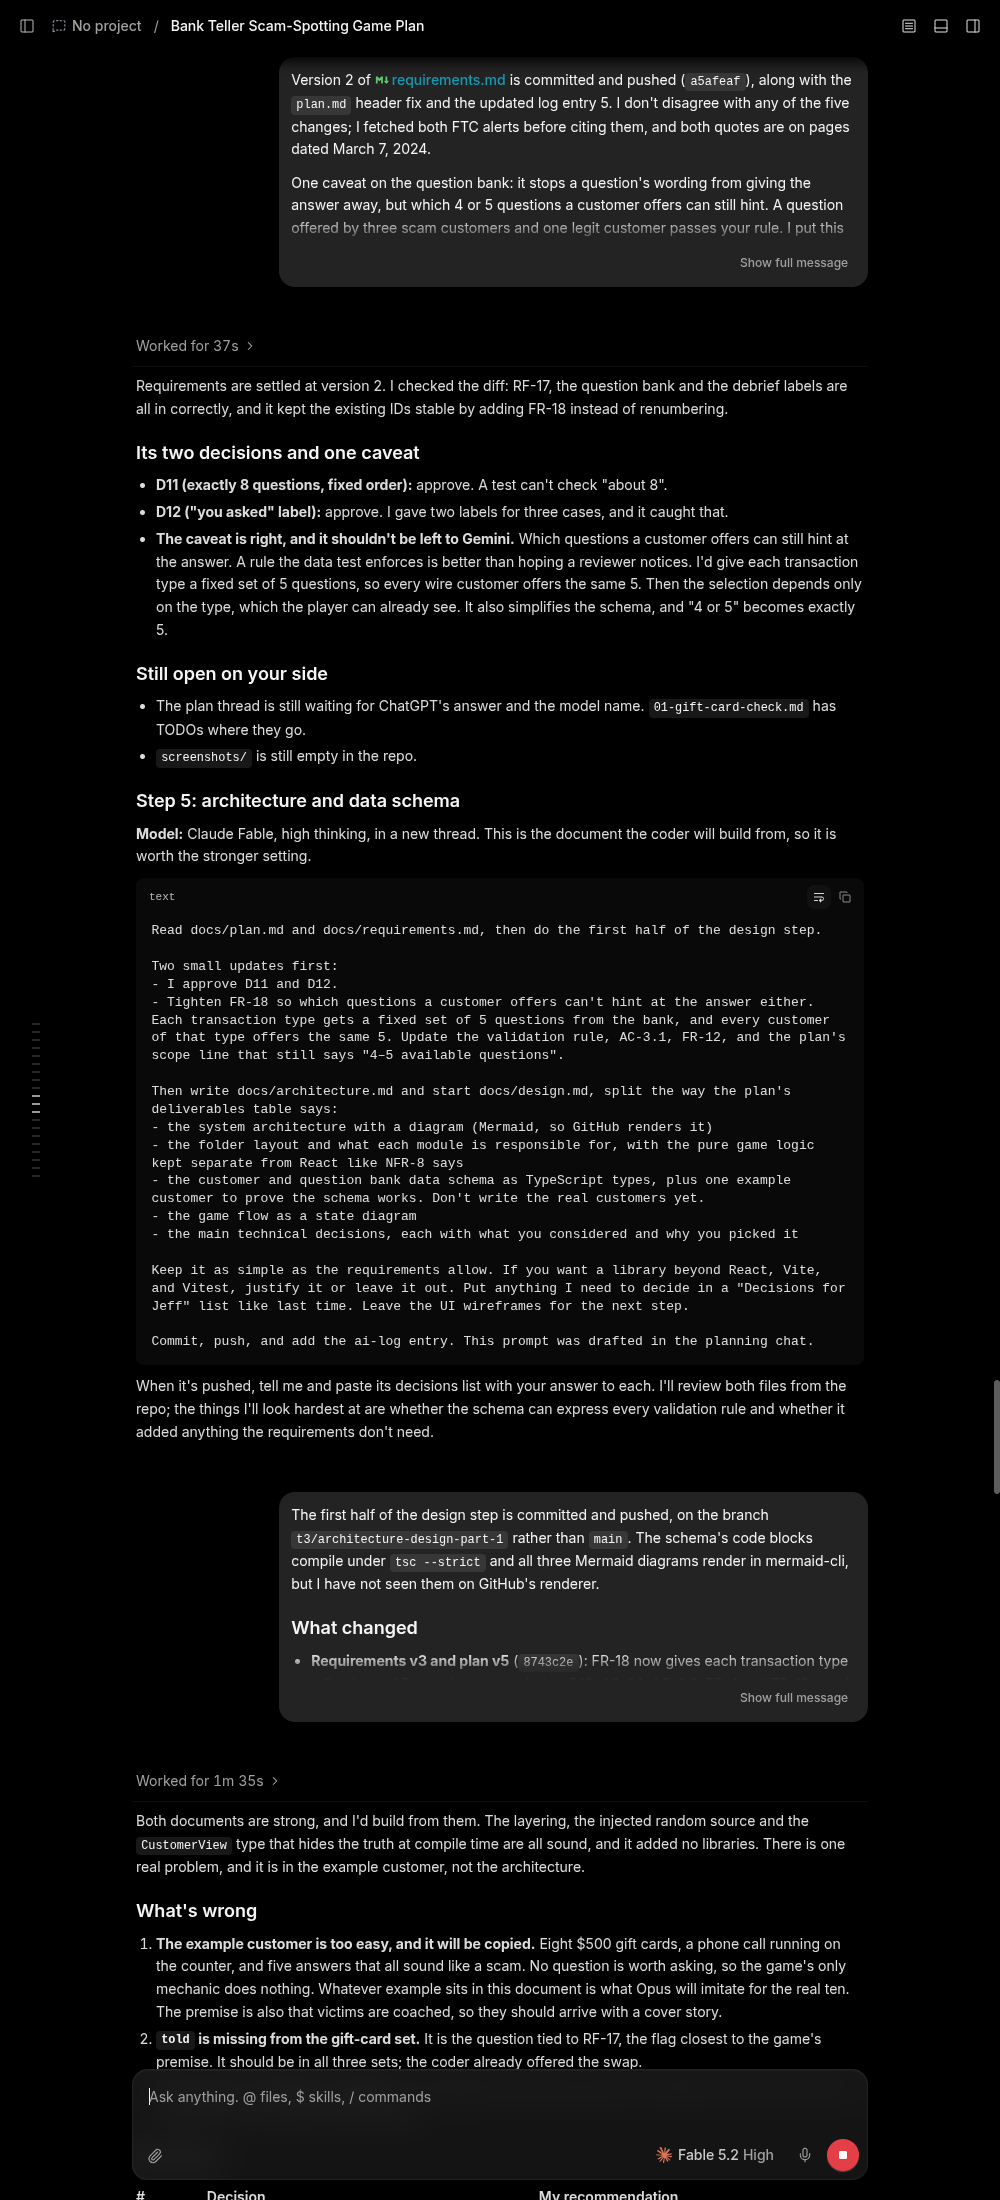 No project / Bank Teller Scam-Spotting Game Plan
Version 2 of requirements.md is committed and pushed (a5afeaf), along with the
plan.md header fix and the updated log entry 5. I don't disagree with any of the five
changes; I fetched both FTC alerts before citing them, and both quotes are on pages
dated March 7, 2024.
One caveat on the question bank: it stops a question's wording from giving the
answer away, but which 4 or 5 questions a customer offers can still hint. A question
offered by three scam customers and one legit customer passes your rule. I put this
Show full message
Worked for 37s
Requirements are settled at version 2. I checked the diff: RF-17, the question bank and the debrief labels are
all in correctly, and it kept the existing IDs stable by adding FR-18 instead of renumbering.
Its two decisions and one caveat
• D11 (exactly 8 questions, fixed order): approve. A test can't check "about 8".
• D12 ("you asked" label): approve. I gave two labels for three cases, and it caught that.
• The caveat is right, and it shouldn't be left to Gemini. Which questions a customer offers can still hint at
the answer. A rule the data test enforces is better than hoping a reviewer notices. I'd give each transaction
type a fixed set of 5 questions, so every wire customer offers the same 5. Then the selection depends only
on the type, which the player can already see. It also simplifies the schema, and "4 or 5" becomes exactly
5.
Still open on your side
• The plan thread is still waiting for ChatGPT's answer and the model name. 01-gift-card-check.md has
TODOs where they go.
• screenshots/ is still empty in the repo.
Step 5: architecture and data schema
Model: Claude Fable, high thinking, in a new thread. This is the document the coder will build from, so it is
worth the stronger setting.
text
Read docs/plan.md and docs/requirements.md, then do the first half of the design step.
Two small updates first:
- I approve D11 and D12.
- Tighten FR-18 so which questions a customer offers can't hint at the answer either.
Each transaction type gets a fixed set of 5 questions from the bank, and every customer
of that type offers the same 5. Update the validation rule, AC-3.1, FR-12, and the plan's
scope line that still says "4–5 available questions".
Then write docs/architecture.md and start docs/design.md, split the way the plan's
deliverables table says:
- the system architecture with a diagram (Mermaid, so GitHub renders it)
- the folder layout and what each module is responsible for, with the pure game logic
kept separate from React like NFR-8 says
- the customer and question bank data schema as TypeScript types, plus one example
customer to prove the schema works. Don't write the real customers yet.
- the game flow as a state diagram
- the main technical decisions, each with what you considered and why you picked it
Keep it as simple as the requirements allow. If you want a library beyond React, Vite,
and Vitest, justify it or leave it out. Put anything I need to decide in a "Decisions for
Jeff" list like last time. Leave the UI wireframes for the next step.
Commit, push, and add the ai-log entry. This prompt was drafted in the planning chat.
When it's pushed, tell me and paste its decisions list with your answer to each. I'll review both files from the
repo; the things I'll look hardest at are whether the schema can express every validation rule and whether it
added anything the requirements don't need.
The first half of the design step is committed and pushed, on the branch
t3/architecture-design-part-1 rather than main. The schema's code blocks
compile under tsc --strict and all three Mermaid diagrams render in mermaid-cli,
but I have not seen them on GitHub's renderer.
What changed
• Requirements v3 and plan v5 (8743c2e): FR-18 now gives each transaction type
Show full message
Worked for 1m 35s
Both documents are strong, and I'd build from them. The layering, the injected random source and the
CustomerView type that hides the truth at compile time are all sound, and it added no libraries. There is one
real problem, and it is in the example customer, not the architecture.
What's wrong
1. The example customer is too easy, and it will be copied. Eight $500 gift cards, a phone call running on
the counter, and five answers that all sound like a scam. No question is worth asking, so the game's only
mechanic does nothing. Whatever example sits in this document is what Opus will imitate for the real ten.
The premise is also that victims are coached, so they should arrive with a cover story.
2. told is missing from the gift-card set. It is the question tied to RF-17, the flag closest to the game's
premise. It should be in all three sets; the coder already offered the swap.
Ask anything. @ files, $ skills, / commands
Fable 5.2 High
# Decision My recommendation